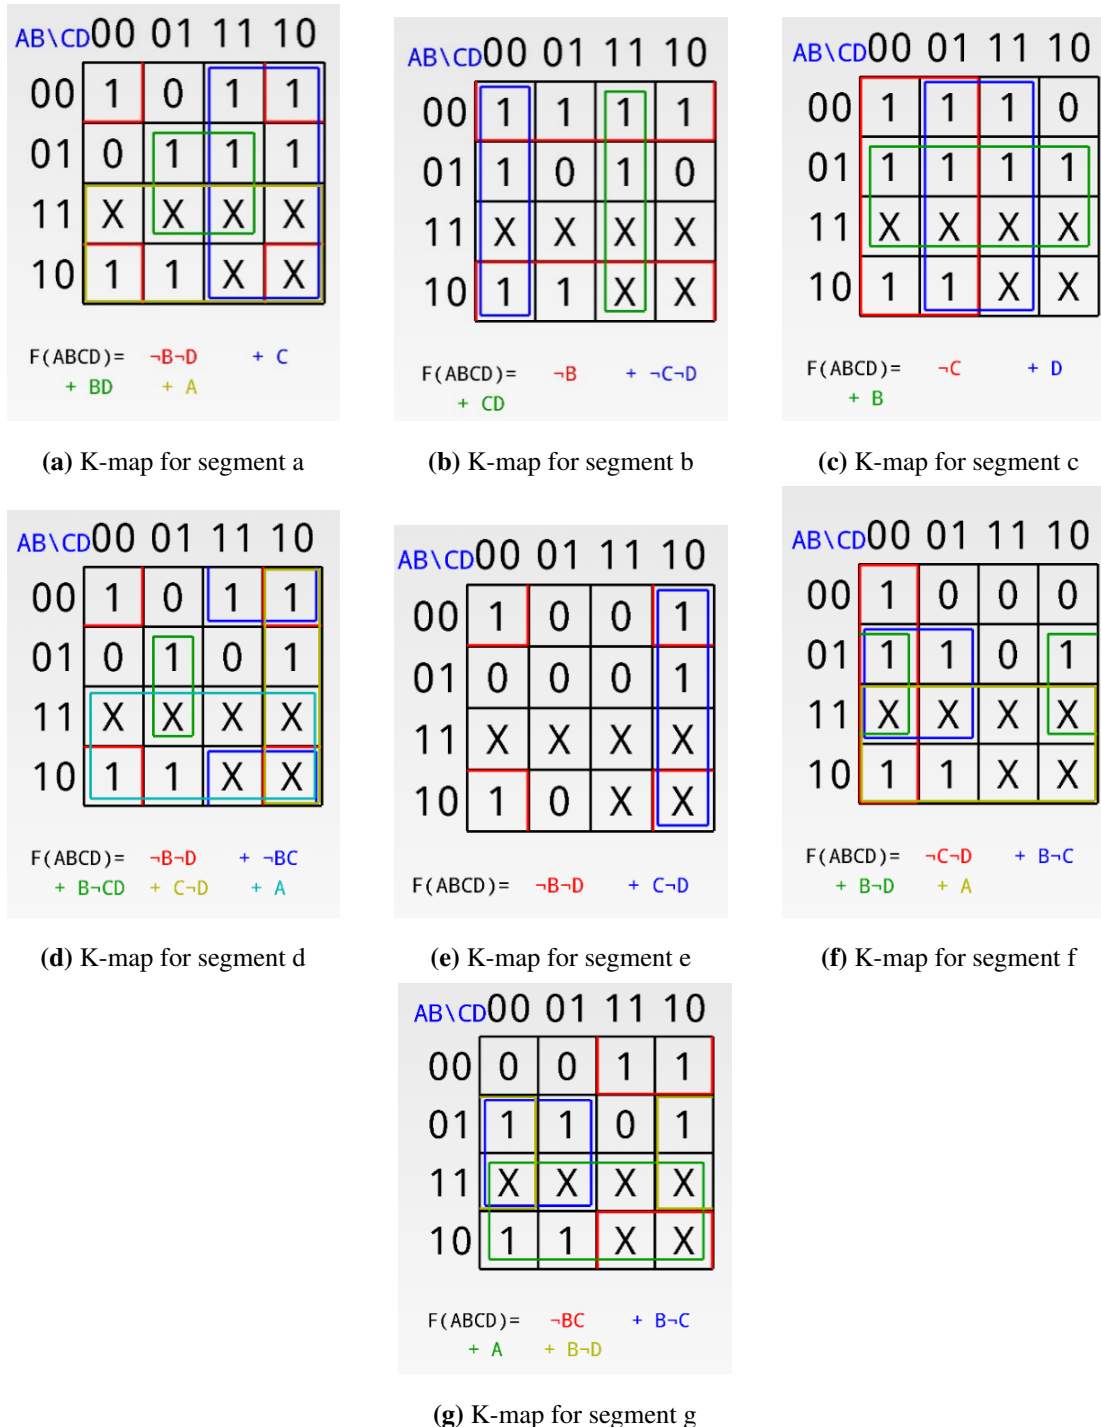 AB\CD 00 01 11 10
00 1 0 1 1
01 0 1 1 1
11 X X X X
10 1 1 X X
F(ABCD)= ¬B¬D + C
+ BD + A
(a) K-map for segment a
AB\CD 00 01 11 10
00 1 1 1 1
01 1 0 1 0
11 X X X X
10 1 1 X X
F(ABCD)= ¬B + ¬C¬D
+ CD
(b) K-map for segment b
AB\CD 00 01 11 10
00 1 1 1 0
01 1 1 1 1
11 X X X X
10 1 1 X X
F(ABCD)= ¬C + D
+ B
(c) K-map for segment c
AB\CD 00 01 11 10
00 1 0 1 1
01 0 1 0 1
11 X X X X
10 1 1 X X
F(ABCD)= ¬B¬D + ¬BC
+ B¬CD + C¬D + A
(d) K-map for segment d
AB\CD 00 01 11 10
00 1 0 0 1
01 0 0 0 1
11 X X X X
10 1 0 X X
F(ABCD)= ¬B¬D + C¬D
(e) K-map for segment e
AB\CD 00 01 11 10
00 1 0 0 0
01 1 1 0 1
11 X X X X
10 1 1 X X
F(ABCD)= ¬C¬D + B¬C
+ B¬D + A
(f) K-map for segment f
AB\CD 00 01 11 10
00 0 0 1 1
01 1 1 0 1
11 X X X X
10 1 1 X X
F(ABCD)= ¬BC + B¬C
+ A + B¬D
(g) K-map for segment g